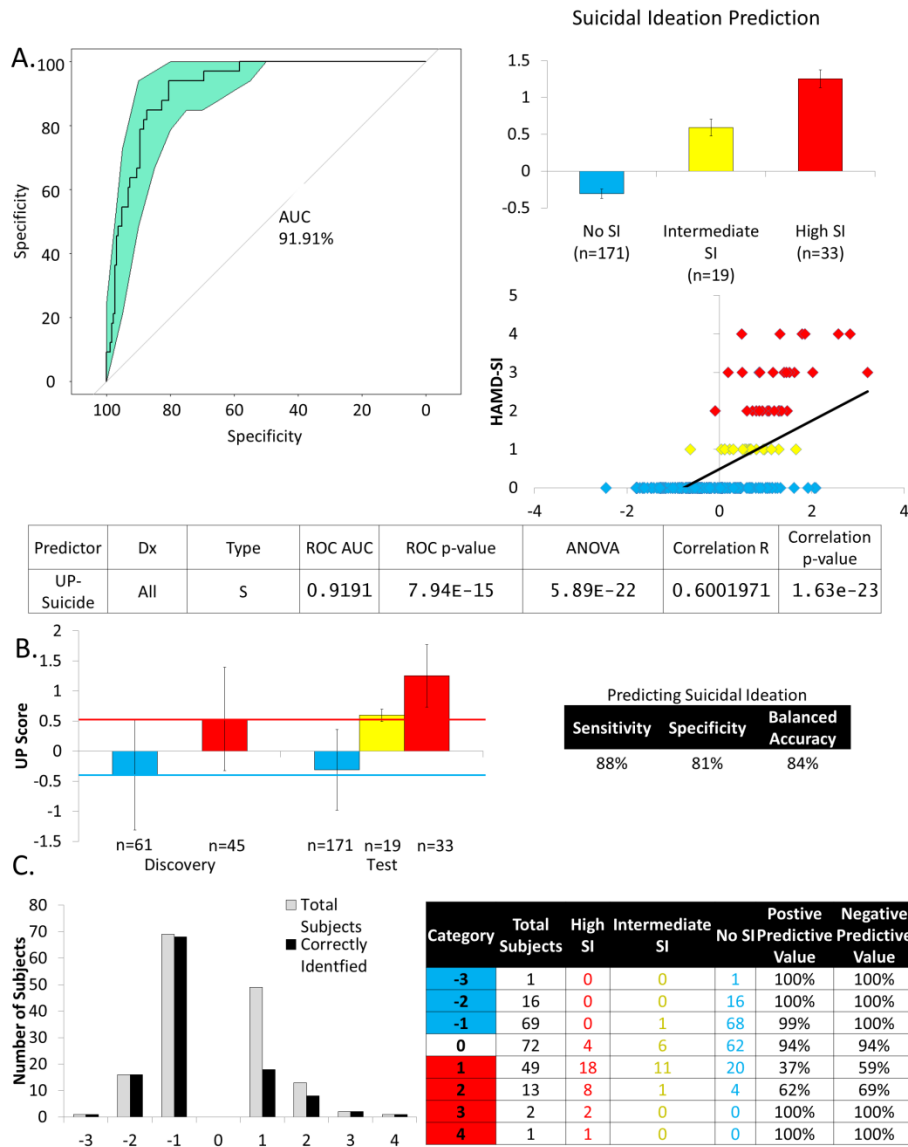 Suicidal Ideation Prediction
A.
100
80
60
40
20
0
Specificity
AUC
91.91%
100 80 60 40 20 0
Specificity
1.5
1
0.5
0
-0.5
No SI Intermediate High SI
(n=171) SI (n=33)
(n=19)
5
4
3
2
1
0
HAMD-SI
-4 -2 0 2 4
Predictor Dx Type ROC AUC ROC p-value ANOVA Correlation R Correlation p-value
UP-Suicide All S 0.9191 7.94E-15 5.89E-22 0.6001971 1.63e-23
B.
2
1.5
1
0.5
0
-0.5
-1
-1.5
UP Score
n=61 n=45 n=171 n=19 n=33
Discovery Test
Predicting Suicidal Ideation
Sensitivity Specificity Balanced Accuracy
88% 81% 84%
C.
80
70
60
50
40
30
20
10
0
Number of Subjects
Total Subjects
Correctly Identfied
-3 -2 -1 0 1 2 3 4
Category Total Subjects High SI Intermediate SI No SI Postive Predictive Value Negative Predictive Value
-3 1 0 0 1 100% 100%
-2 16 0 0 16 100% 100%
-1 69 0 1 68 99% 100%
0 72 4 6 62 94% 94%
1 49 18 11 20 37% 59%
2 13 8 1 4 62% 69%
3 2 2 0 0 100% 100%
4 1 1 0 0 100% 100%